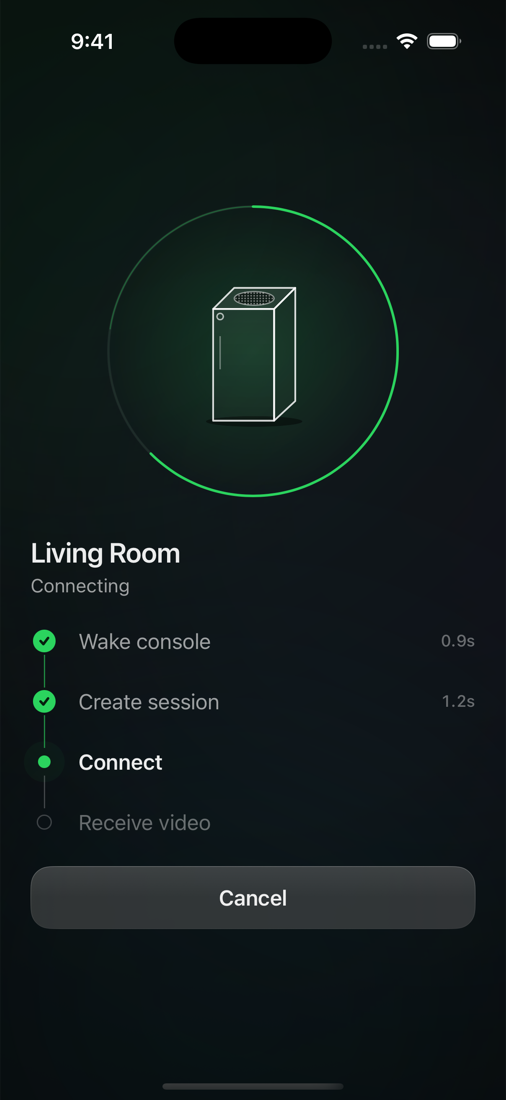 9:41
Living Room
Connecting
Wake console 0.9s
Create session 1.2s
Connect
Receive video
Cancel